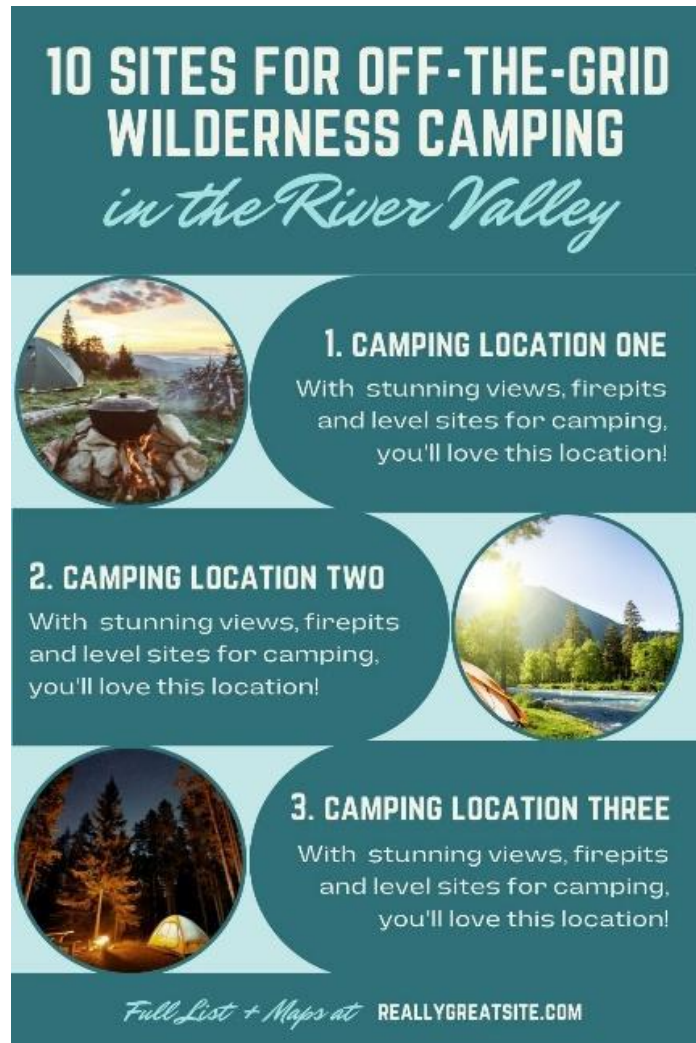 10 SITES FOR OFF-THE-GRID
WILDERNESS CAMPING
in the River Valley
1. CAMPING LOCATION ONE
With stunning views, firepits
and level sites for camping,
you'll love this location!
2. CAMPING LOCATION TWO
With stunning views, firepits
and level sites for camping,
you'll love this location!
3. CAMPING LOCATION THREE
With stunning views, firepits
and level sites for camping,
you'll love this location!
Full List + Maps at REALLYGREATSITE.COM